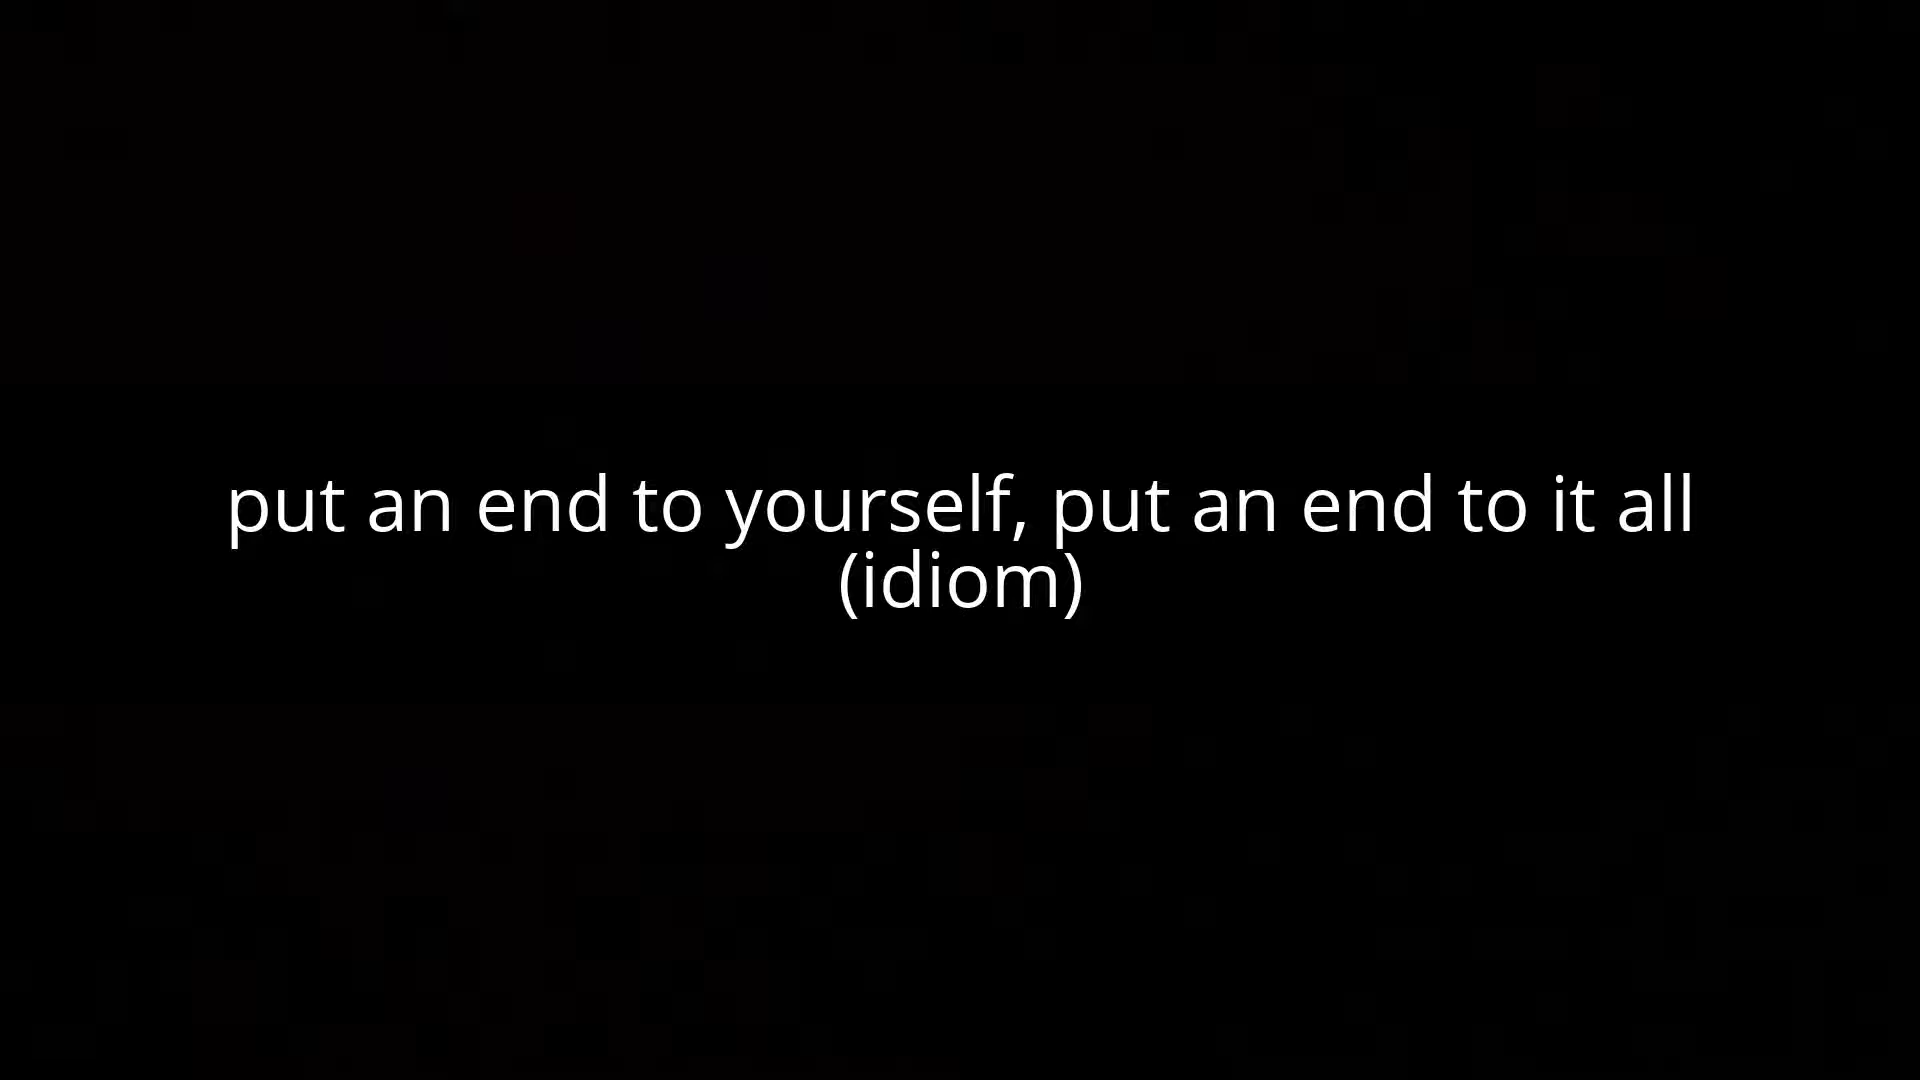 put an end to yourself, put an end to it all
(idiom)